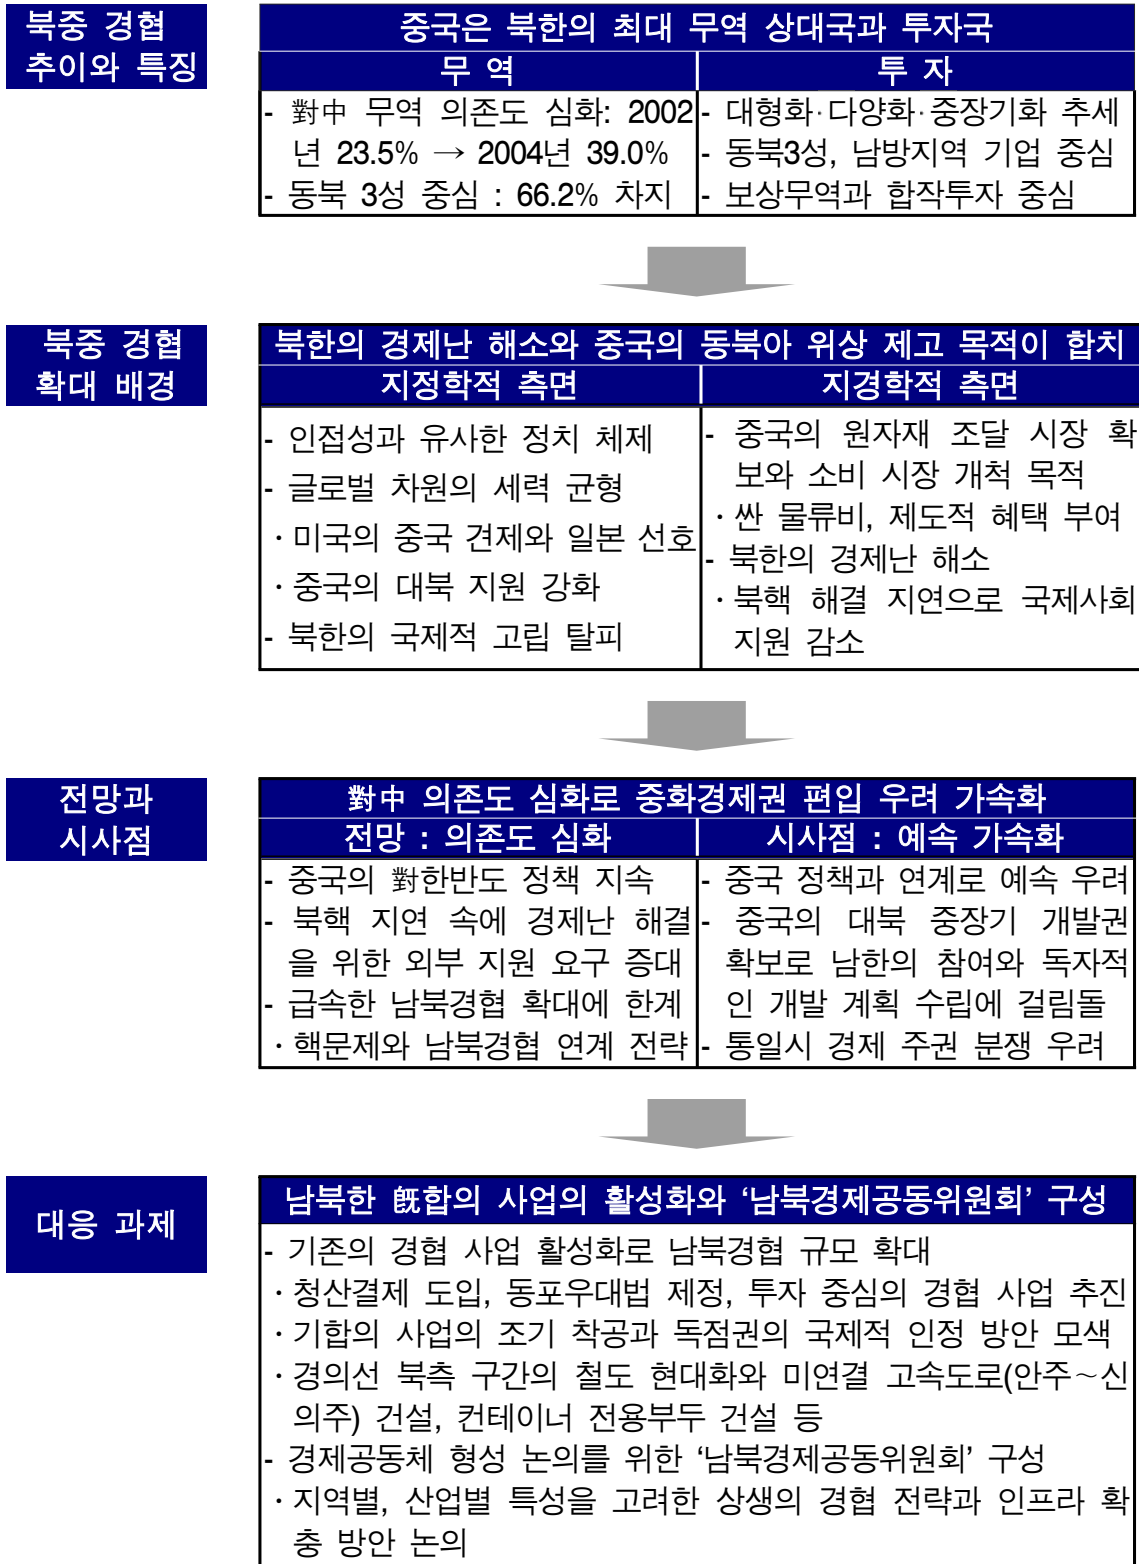 북중 경협
추이와 특징
중국은 북한의 최대 무역 상대국과 투자국
무 역
투 자
- 對中 무역 의존도 심화: 2002
년 23.5% → 2004년 39.0%
- 동북 3성 중심 : 66.2% 차지
- 대형화·다양화·중장기화 추세
- 동북3성, 남방지역 기업 중심
- 보상무역과 합작투자 중심
북중 경협
확대 배경
북한의 경제난 해소와 중국의 동북아 위상 제고 목적이 합치
지정학적 측면
지경학적 측면
- 인접성과 유사한 정치 체제
- 글로벌 차원의 세력 균형
· 미국의 중국 견제와 일본 선호
· 중국의 대북 지원 강화
- 북한의 국제적 고립 탈피
- 중국의 원자재 조달 시장 확
보와 소비 시장 개척 목적
· 싼 물류비, 제도적 혜택 부여
- 북한의 경제난 해소
· 북핵 해결 지연으로 국제사회
지원 감소
전망과
시사점
對中 의존도 심화로 중화경제권 편입 우려 가속화
전망 : 의존도 심화
시사점 : 예속 가속화
- 중국의 對한반도 정책 지속
- 북핵 지연 속에 경제난 해결
을 위한 외부 지원 요구 증대
- 급속한 남북경협 확대에 한계
· 핵문제와 남북경협 연계 전략
- 중국 정책과 연계로 예속 우려
- 중국의 대북 중장기 개발권
확보로 남한의 참여와 독자적
인 개발 계획 수립에 걸림돌
- 통일시 경제 주권 분쟁 우려
대응 과제
남북한 旣합의 사업의 활성화와 ‘남북경제공동위원회’ 구성
- 기존의 경협 사업 활성화로 남북경협 규모 확대
· 청산결제 도입, 동포우대법 제정, 투자 중심의 경협 사업 추진
· 기합의 사업의 조기 착공과 독점권의 국제적 인정 방안 모색
· 경의선 북측 구간의 철도 현대화와 미연결 고속도로(안주～신
의주) 건설, 컨테이너 전용부두 건설 등
- 경제공동체 형성 논의를 위한 ‘남북경제공동위원회’ 구성
· 지역별, 산업별 특성을 고려한 상생의 경협 전략과 인프라 확
충 방안 논의